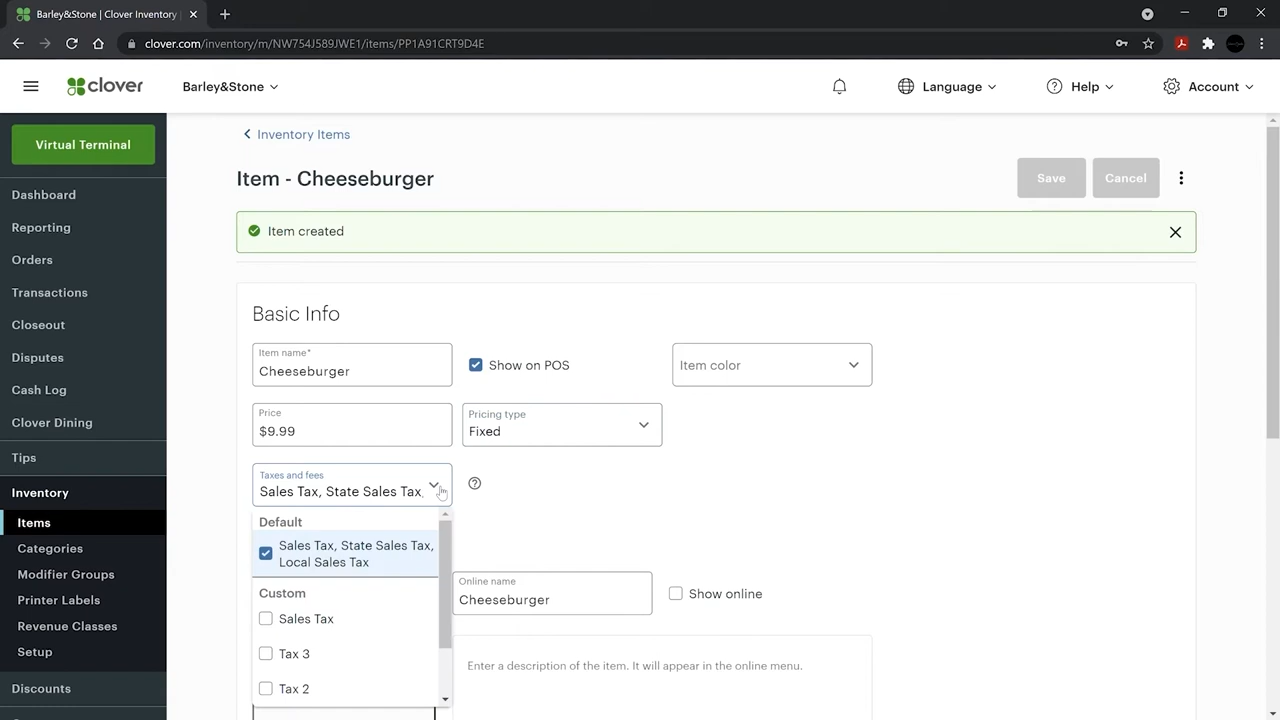 Barley&Stone | Clover Inventory
clover.com/inventory/m/NW754J589JWE1/items/PP1A91CRT9D4E
clover
Barley&Stone
Language
Help
Account
Virtual Terminal
Dashboard
Reporting
Orders
Transactions
Closeout
Disputes
Cash Log
Clover Dining
Tips
Inventory
Items
Categories
Modifier Groups
Printer Labels
Revenue Classes
Setup
Discounts
Inventory Items
Item - Cheeseburger
Save
Cancel
Item created
Basic Info
Item name*
Cheeseburger
Show on POS
Item color
Price
$9.99
Pricing type
Fixed
Taxes and fees
Sales Tax, State Sales Tax,
Default
Sales Tax, State Sales Tax,
Local Sales Tax
Custom
Sales Tax
Tax 3
Tax 2
Online name
Cheeseburger
Show online
Enter a description of the item. It will appear in the online menu.